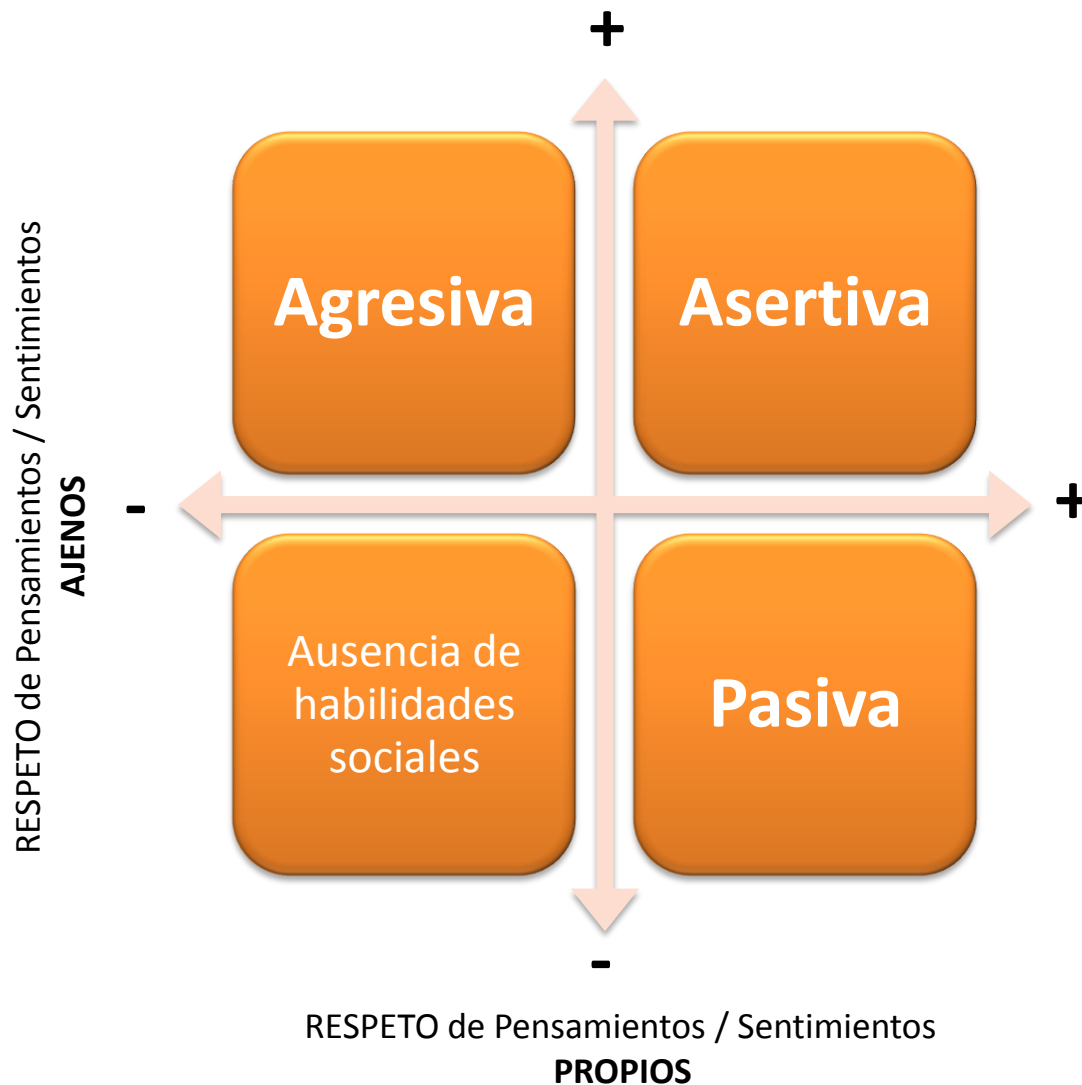 +
Agresiva
Asertiva
RESPETO de Pensamientos / Sentimientos
AJENOS
-
+
Ausencia de
habilidades
sociales
Pasiva
-
RESPETO de Pensamientos / Sentimientos
PROPIOS